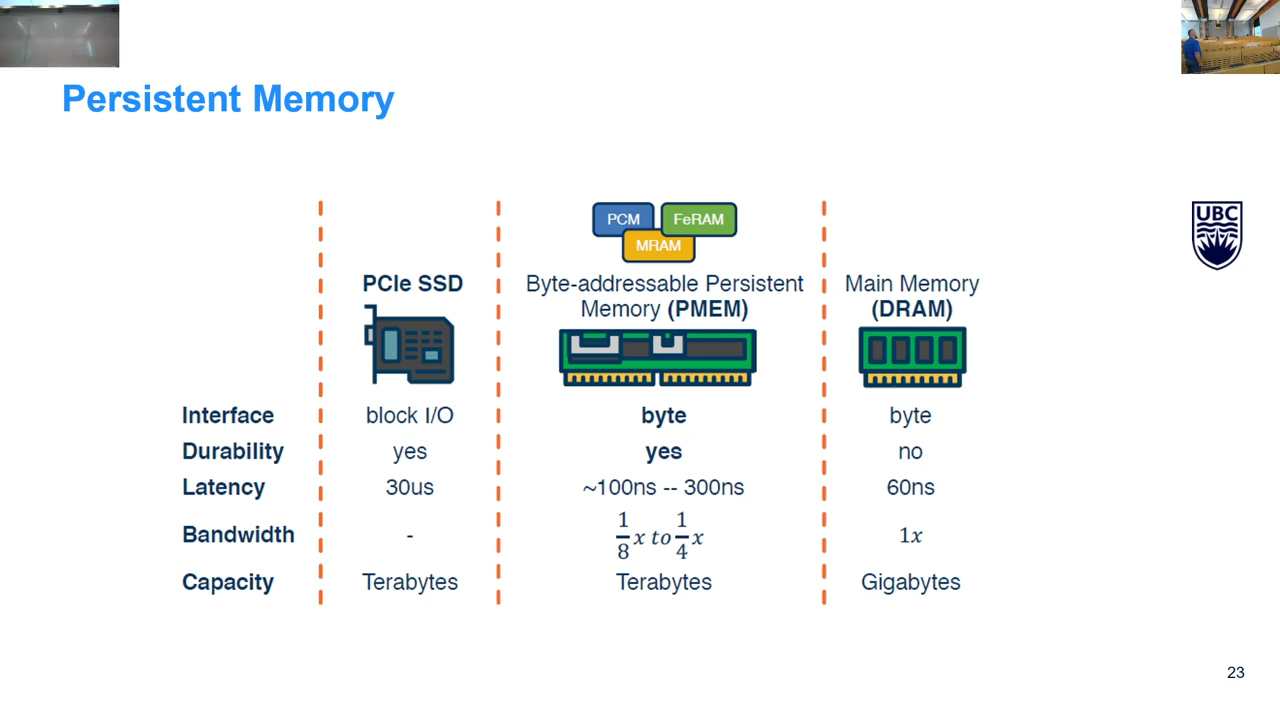 Persistent Memory
PCM
FeRAM
MRAM
UBC
PCIe SSD
Byte-addressable Persistent
Memory (PMEM)
Main Memory
(DRAM)
Interface block I/O byte byte
Durability yes yes no
Latency 30us ~100ns -- 300ns 60ns
Bandwidth - 1/8 x to 1/4 x 1x
Capacity Terabytes Terabytes Gigabytes
23